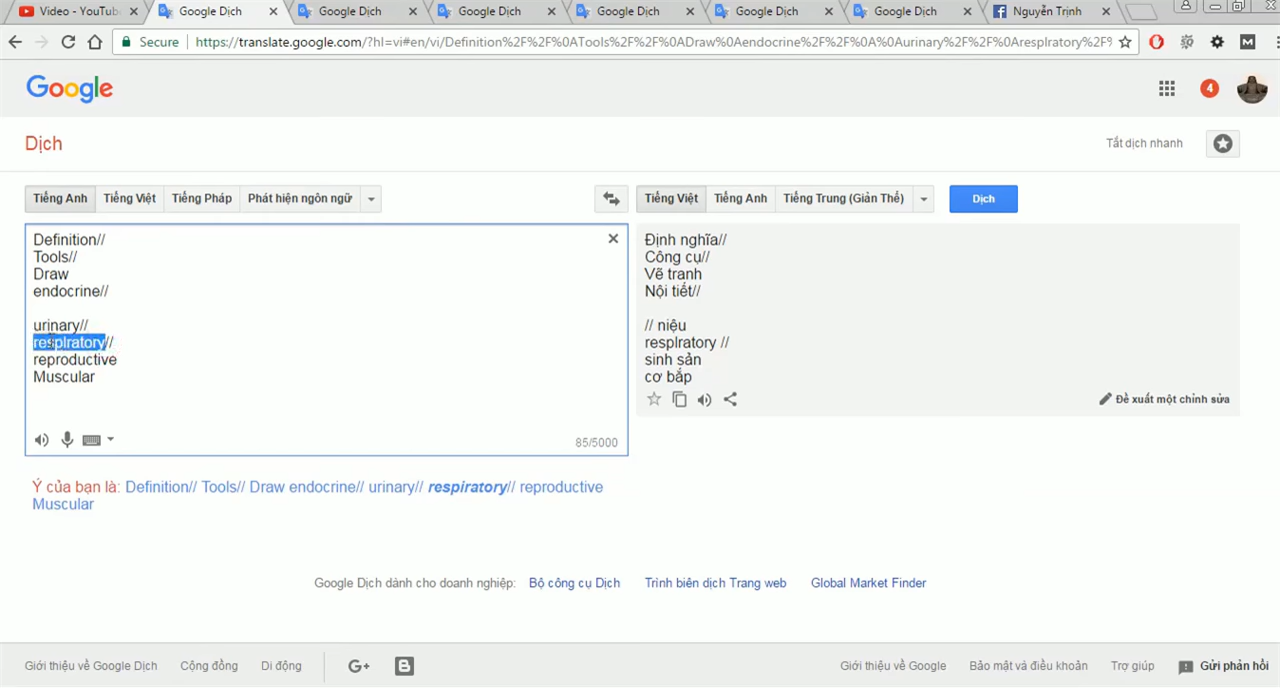 Video - YouTub
Google Dịch
Google Dịch
Google Dịch
Google Dịch
Google Dịch
Google Dịch
Nguyễn Trịnh
Secure
https://translate.google.com/?hl=vi#en/vi/Definition%2F%2F%0ATools%2F%2F%0ADraw%0Aendocrine%2F%2F%0A%0Aurinary%2F%2F%0Aresplratory%2F%
M
Google
4
Dịch
Tắt dịch nhanh
Tiếng Anh
Tiếng Việt
Tiếng Pháp
Phát hiện ngôn ngữ
Tiếng Việt
Tiếng Anh
Tiếng Trung (Giản Thể)
Dịch
Definition//
Tools//
Draw
endocrine//
urinary//
resplratory//
reproductive
Muscular
85/5000
Định nghĩa//
Công cụ//
Vẽ tranh
Nội tiết//
// niệu
resplratory //
sinh sản
cơ bắp
Đề xuất một chỉnh sửa
Ý của bạn là: Definition// Tools// Draw endocrine// urinary// respiratory// reproductive
Muscular
Google Dịch dành cho doanh nghiệp: Bộ công cụ Dịch Trình biên dịch Trang web Global Market Finder
Giới thiệu về Google Dịch Cộng đồng Di động G+ Giới thiệu về Google Bảo mật và điều khoản Trợ giúp Gửi phản hồi